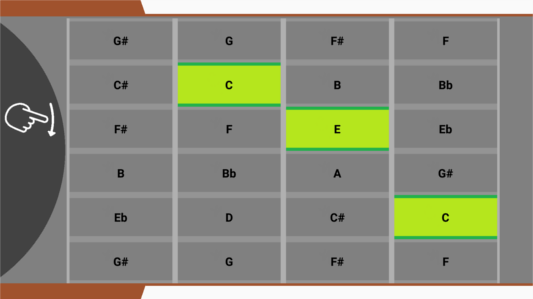 G# G F# F
C# C B Bb
F# F E Eb
B Bb A G#
Eb D C# C
G# G F# F